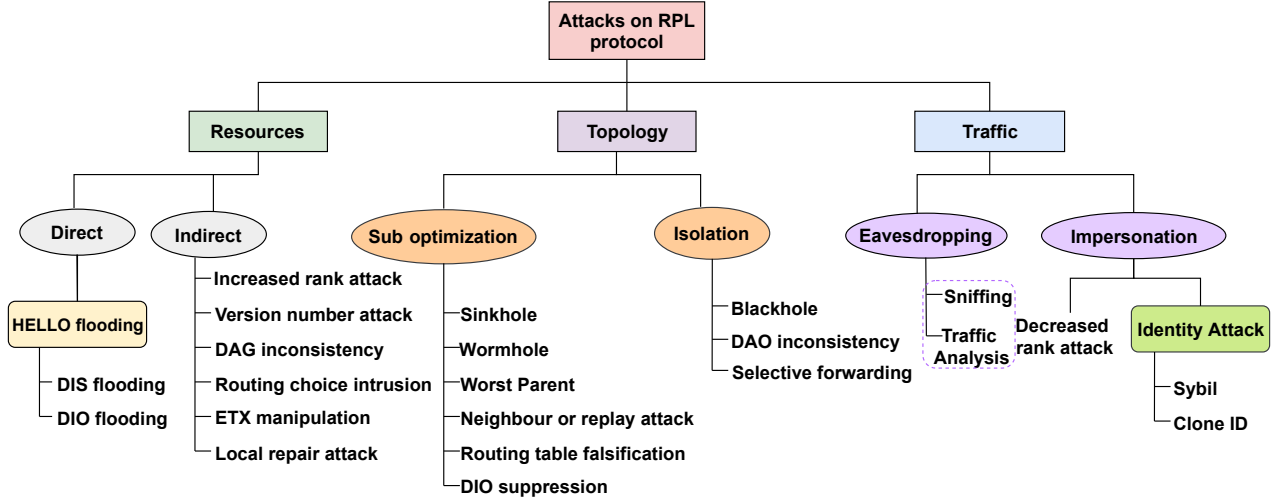 Attacks on RPL
protocol
Resources
Topology
Traffic
Direct
Indirect
Sub optimization
Isolation
Eavesdropping
Impersonation
HELLO flooding
DIS flooding
DIO flooding
Increased rank attack
Version number attack
DAG inconsistency
Routing choice intrusion
ETX manipulation
Local repair attack
Sinkhole
Wormhole
Worst Parent
Neighbour or replay attack
Routing table falsification
DIO suppression
Blackhole
DAO inconsistency
Selective forwarding
Sniffing
Traffic
Analysis
Decreased
rank attack
Identity Attack
Sybil
Clone ID